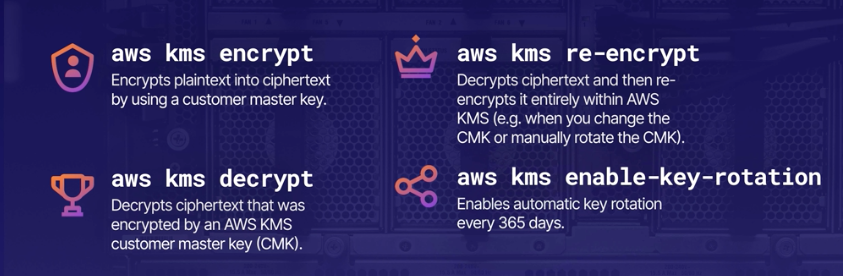 aws kms encrypt
Encrypts plaintext into ciphertext
by using a customer master key.
aws kms re-encrypt
Decrypts ciphertext and then re-
encrypts it entirely within AWS
KMS (e.g. when you change the
CMK or manually rotate the CMK).
aws kms decrypt
Decrypts ciphertext that was
encrypted by an AWS KMS
customer master key (CMK).
aws kms enable-key-rotation
Enables automatic key rotation
every 365 days.